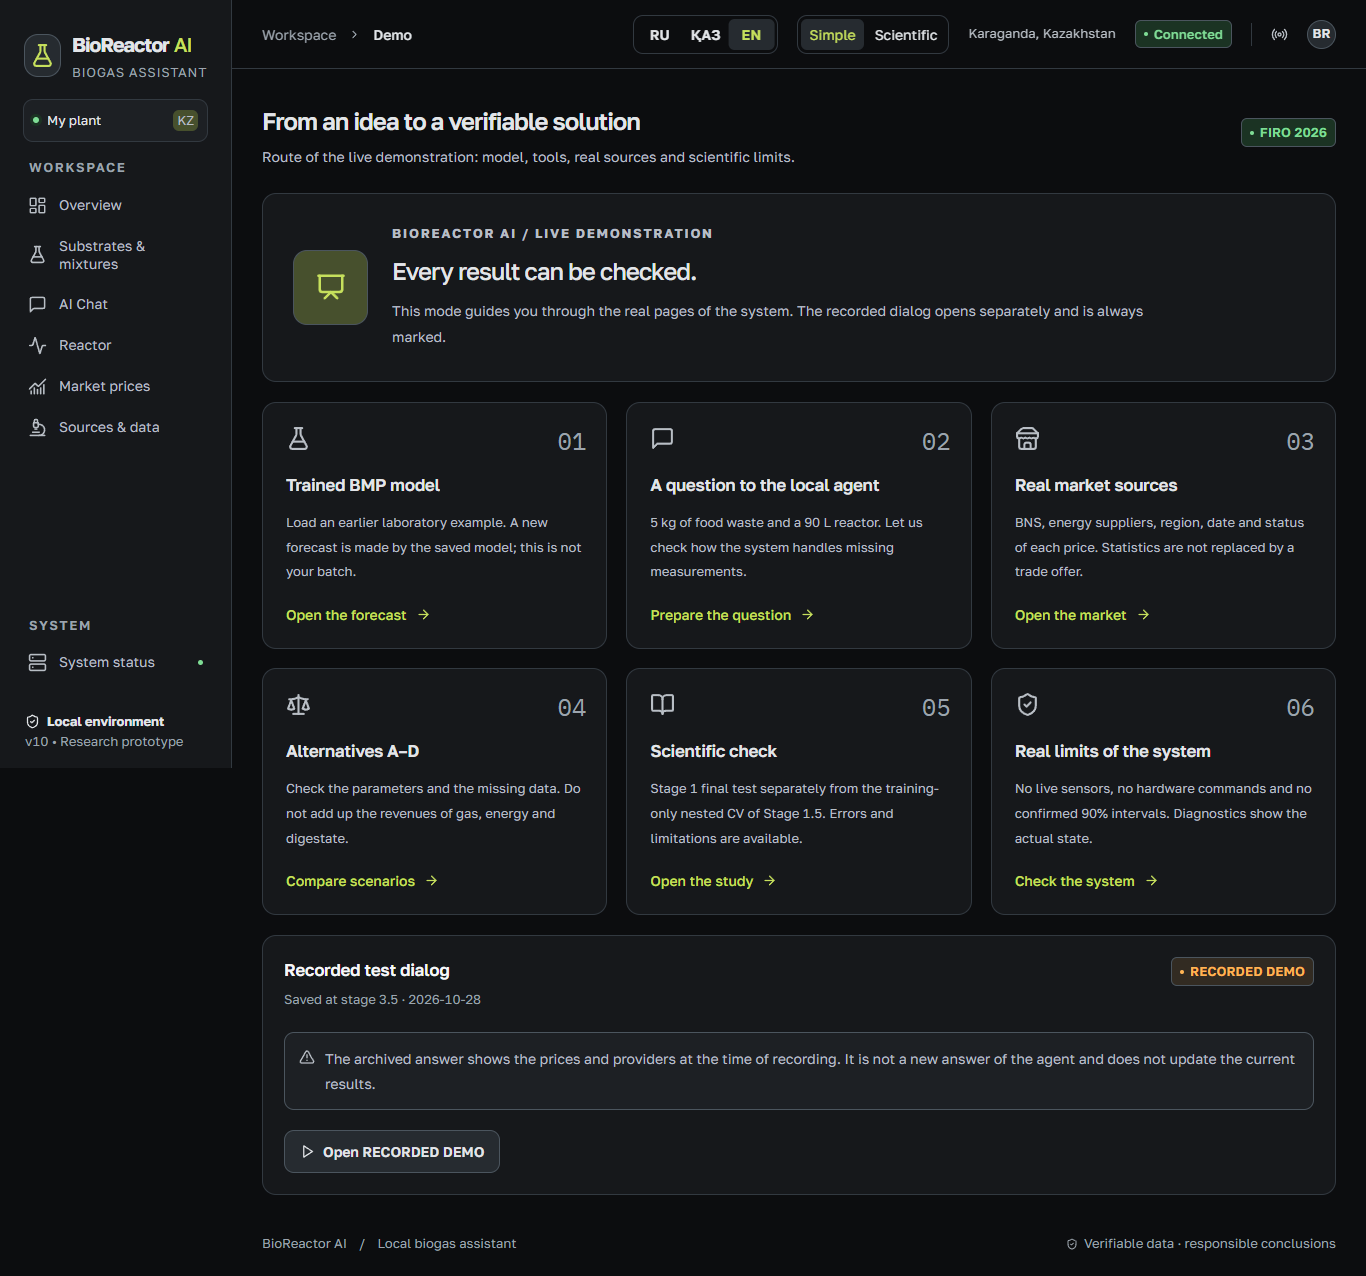 BioReactor AI
BIOGAS ASSISTANT
My plant
KZ
WORKSPACE
Overview
Substrates &
mixtures
AI Chat
Reactor
Market prices
Sources & data
SYSTEM
System status
Local environment
v10 • Research prototype
Workspace > Demo
RU ҚАЗ EN
Simple Scientific
Karaganda, Kazakhstan
Connected
BR
From an idea to a verifiable solution
Route of the live demonstration: model, tools, real sources and scientific limits.
FIRO 2026
BIOREACTOR AI / LIVE DEMONSTRATION
Every result can be checked.
This mode guides you through the real pages of the system. The recorded dialog opens separately and is always
marked.
01
Trained BMP model
Load an earlier laboratory example. A new
forecast is made by the saved model; this is not
your batch.
Open the forecast →
02
A question to the local agent
5 kg of food waste and a 90 L reactor. Let us
check how the system handles missing
measurements.
Prepare the question →
03
Real market sources
BNS, energy suppliers, region, date and status
of each price. Statistics are not replaced by a
trade offer.
Open the market →
04
Alternatives A–D
Check the parameters and the missing data. Do
not add up the revenues of gas, energy and
digestate.
Compare scenarios →
05
Scientific check
Stage 1 final test separately from the training-
only nested CV of Stage 1.5. Errors and
limitations are available.
Open the study →
06
Real limits of the system
No live sensors, no hardware commands and no
confirmed 90% intervals. Diagnostics show the
actual state.
Check the system →
Recorded test dialog
Saved at stage 3.5 · 2026-10-28
RECORDED DEMO
The archived answer shows the prices and providers at the time of recording. It is not a new answer of the agent and does not update the current
results.
Open RECORDED DEMO
BioReactor AI / Local biogas assistant
Verifiable data · responsible conclusions